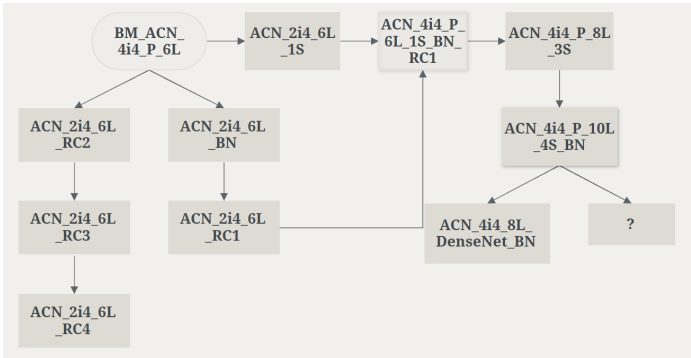 BM_ACN_
4i4_P_6L
ACN_2i4_6L
_1S
ACN_4i4_P_
6L_1S_BN_
RC1
ACN_4i4_P_8L
_3S
ACN_2i4_6L
_RC2
ACN_2i4_6L
_BN
ACN_4i4_P_10L
_4S_BN
ACN_2i4_6L
_RC3
ACN_2i4_6L
_RC1
ACN_4i4_8L_
DenseNet_BN
?
ACN_2i4_6L
_RC4